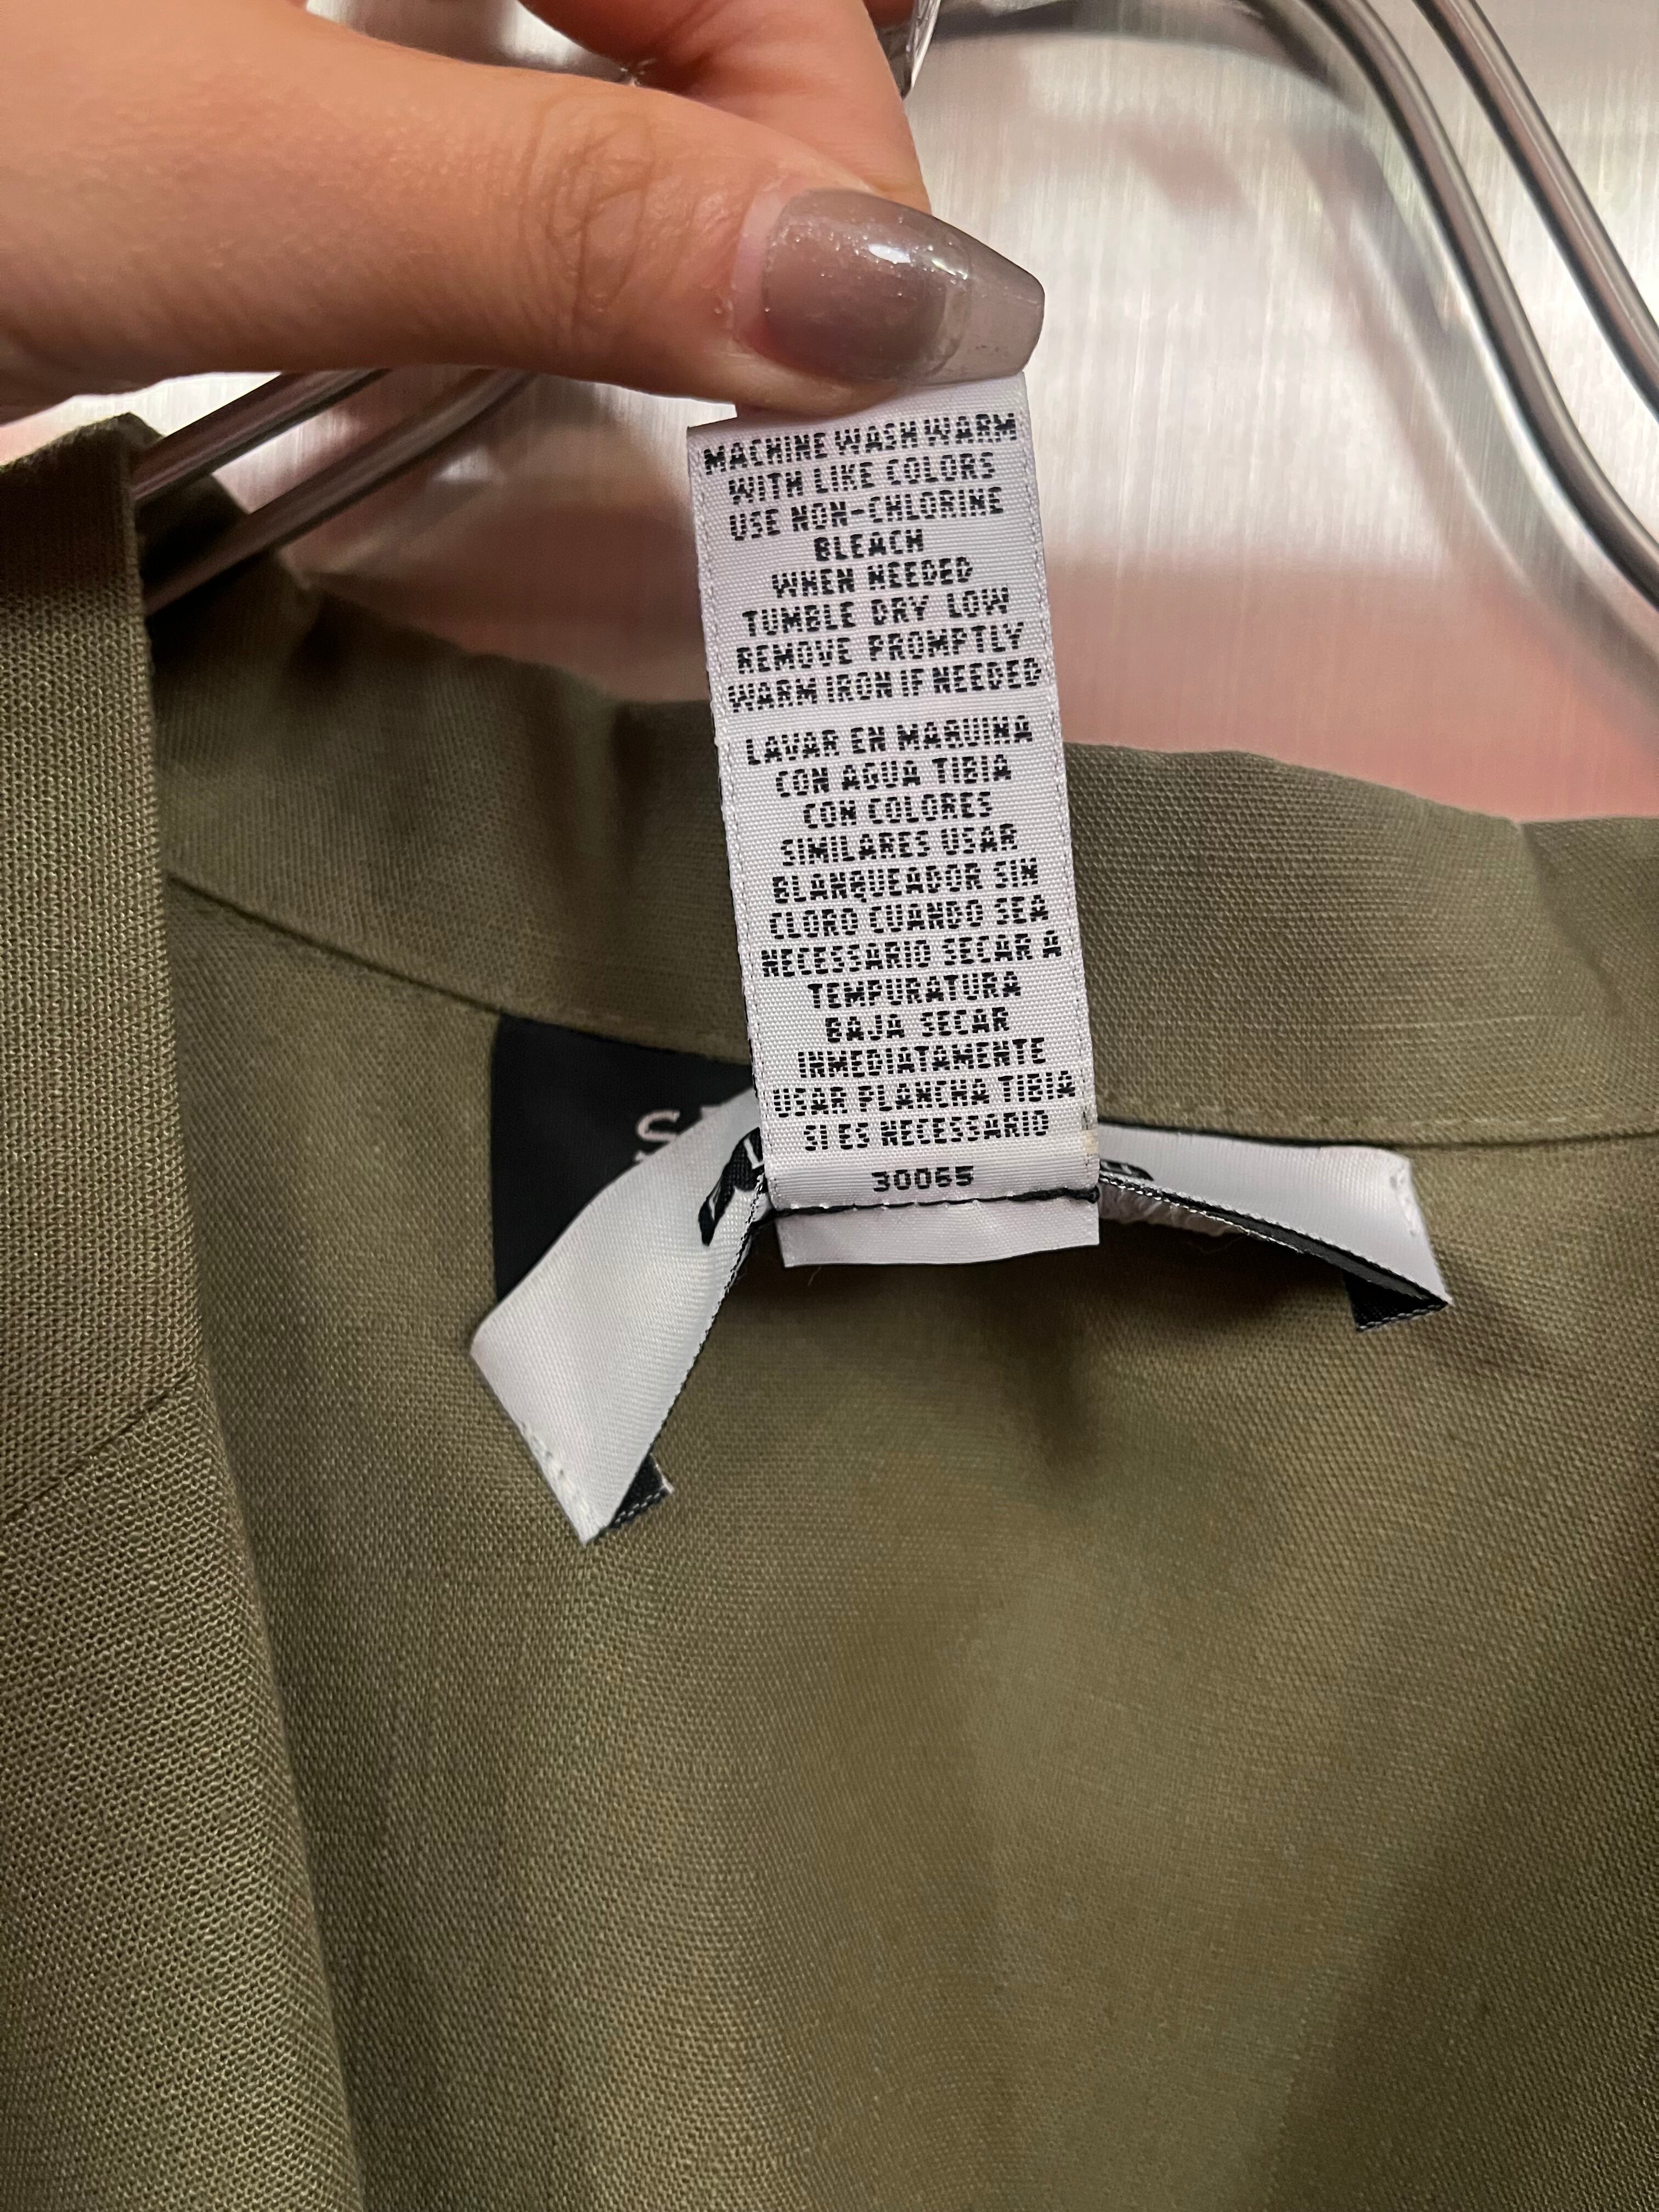 MACHINE WASH WARM
WITH LIKE COLORS
USE NON-CHLORINE
BLEACH
WHEN NEEDED
TUMBLE DRY LOW
REMOVE PROMPTLY
WARM IRON IF NEEDED
LAVAR EN MAQUINA
CON AGUA TIBIA
CON COLORES
SIMILARES USAR
BLANQUEADOR SIN
CLORO CUANDO SEA
NECESSARIO SECAR A
TEMPURATURA
BAJA SECAR
INMEDIATAMENTE
USAR PLANCHA TIBIA
SI ES NECESSARIO
30065